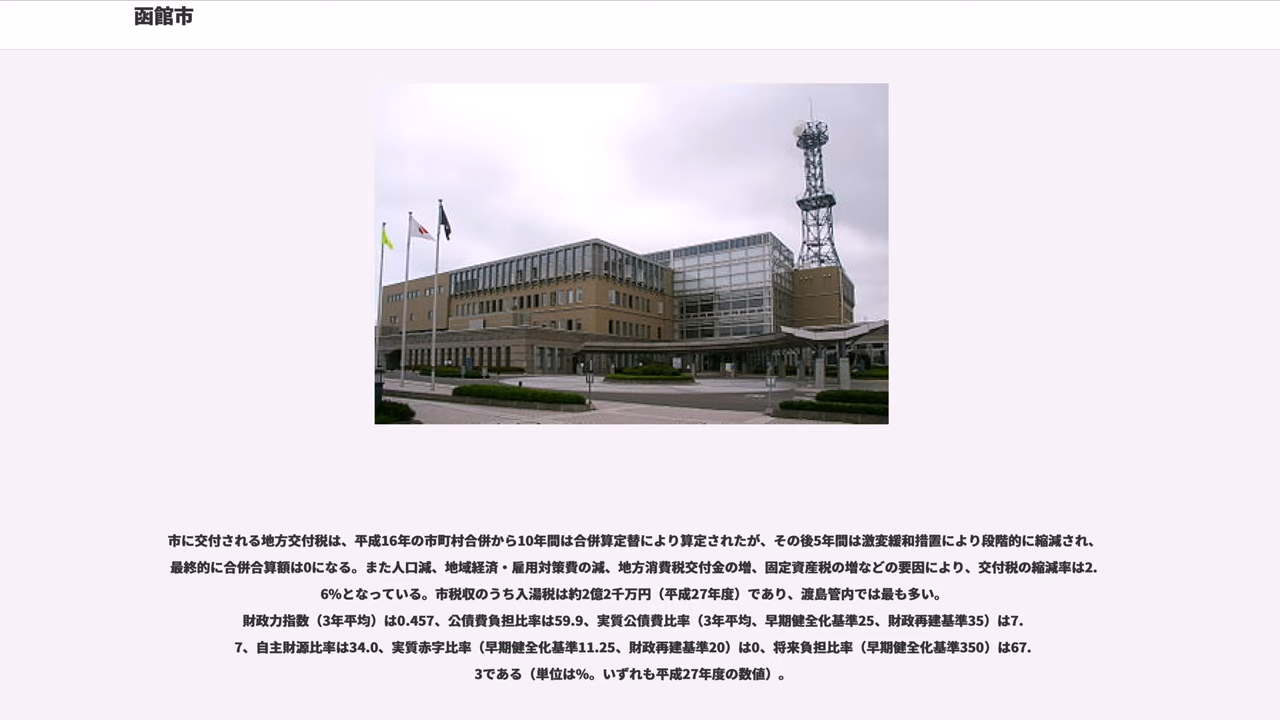 函館市
市に交付される地方交付税は、平成16年の市町村合併から10年間は合併算定替により算定されたが、その後5年間は激変緩和措置により段階的に縮減され、
最終的に合併合算額は0になる。また人口減、地域経済・雇用対策費の減、地方消費税交付金の増、固定資産税の増などの要因により、交付税の縮減率は2.
6%となっている。市税収のうち入湯税は約2億2千万円（平成27年度）であり、渡島管内では最も多い。
財政力指数（3年平均）は0.457、公債費負担比率は59.9、実質公債費比率（3年平均、早期健全化基準25、財政再建基準35）は7.
7、自主財源比率は34.0、実質赤字比率（早期健全化基準11.25、財政再建基準20）は0、将来負担比率（早期健全化基準350）は67.
3である（単位は%。いずれも平成27年度の数値）。